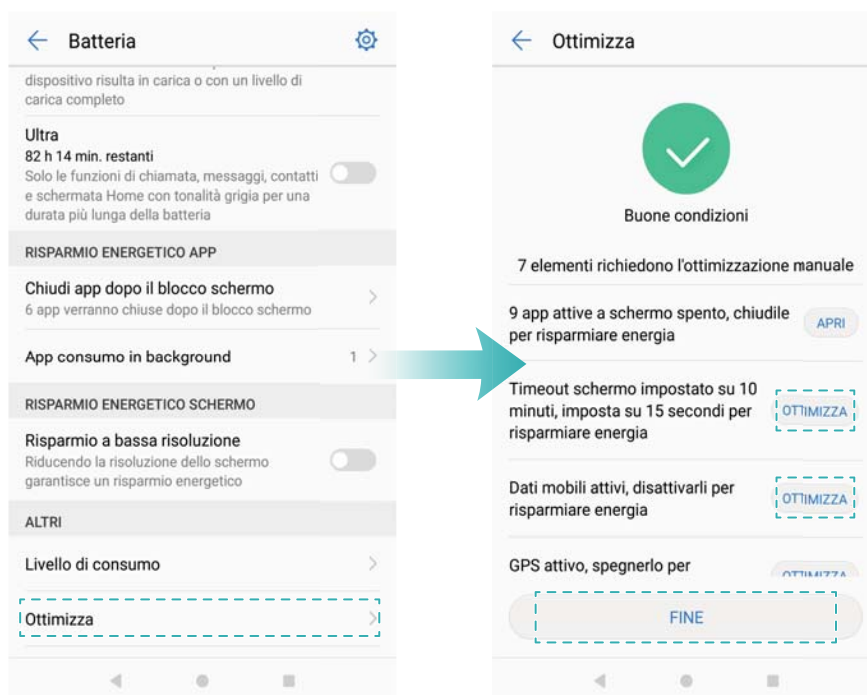 Batteria
dispositivo risulta in carica o con un livello di
carica completo
Ultra
82 h 14 min. restanti
Solo le funzioni di chiamata, messaggi, contatti
e schermata Home con tonalità grigia per una
durata più lunga della batteria
RISPARMIO ENERGETICO APP
Chiudi app dopo il blocco schermo
6 app verranno chiuse dopo il blocco schermo
App consumo in background 1
RISPARMIO ENERGETICO SCHERMO
Risparmio a bassa risoluzione
Riducendo la risoluzione dello schermo
garantisce un risparmio energetico
ALTRI
Livello di consumo
Ottimizza
Ottimizza
Buone condizioni
7 elementi richiedono l'ottimizzazione manuale
9 app attive a schermo spento, chiudile
per risparmiare energia
APRI
Timeout schermo impostato su 10
minuti, imposta su 15 secondi per
risparmiare energia
OTTIMIZZA
Dati mobili attivi, disattivarli per
risparmiare energia
OTTIMIZZA
GPS attivo, spegnerlo per
OTTIMIZZA
FINE